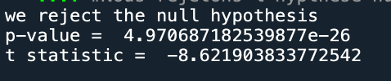 we reject the null hypothesis
p-value =  4.970687182539877e-26
t statistic =  -8.621903833772542